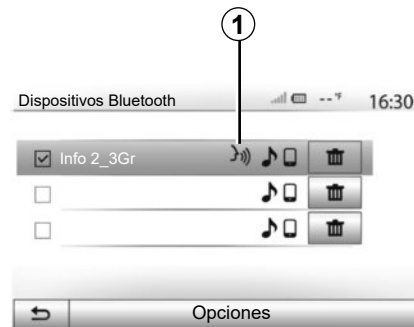 1
Dispositivos Bluetooth -- °F 16:30
Info 2_3Gr
Opciones